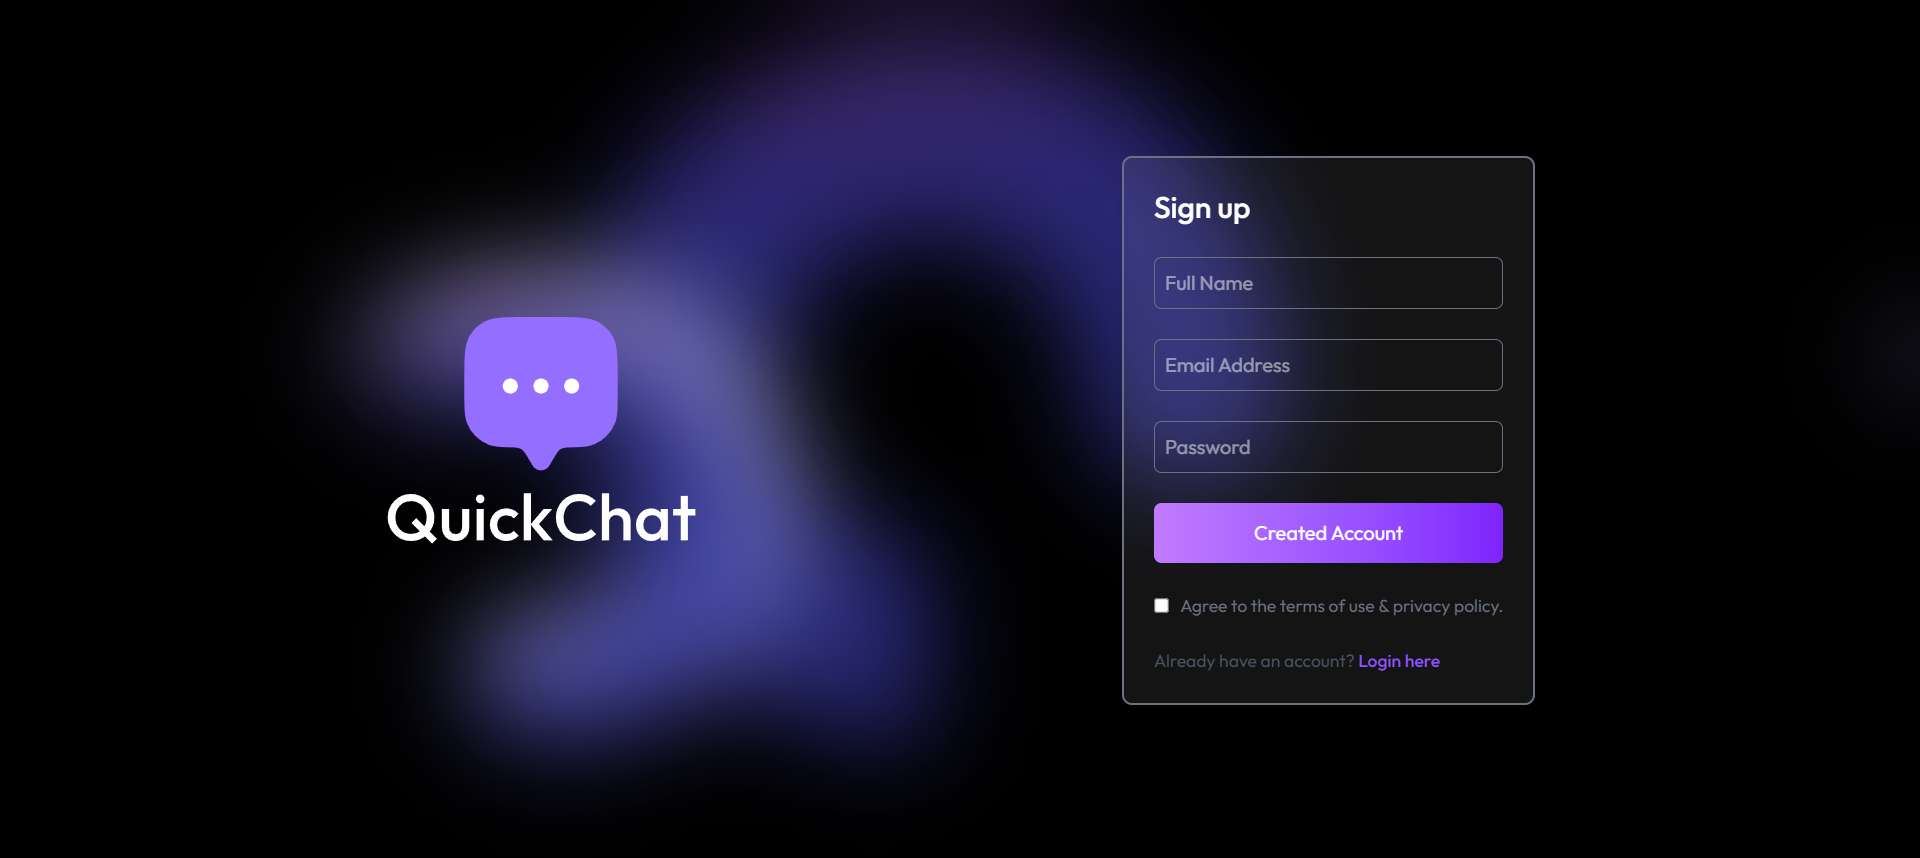 QuickChat
Sign up
Full Name
Email Address
Password
Created Account
Agree to the terms of use & privacy policy.
Already have an account? Login here